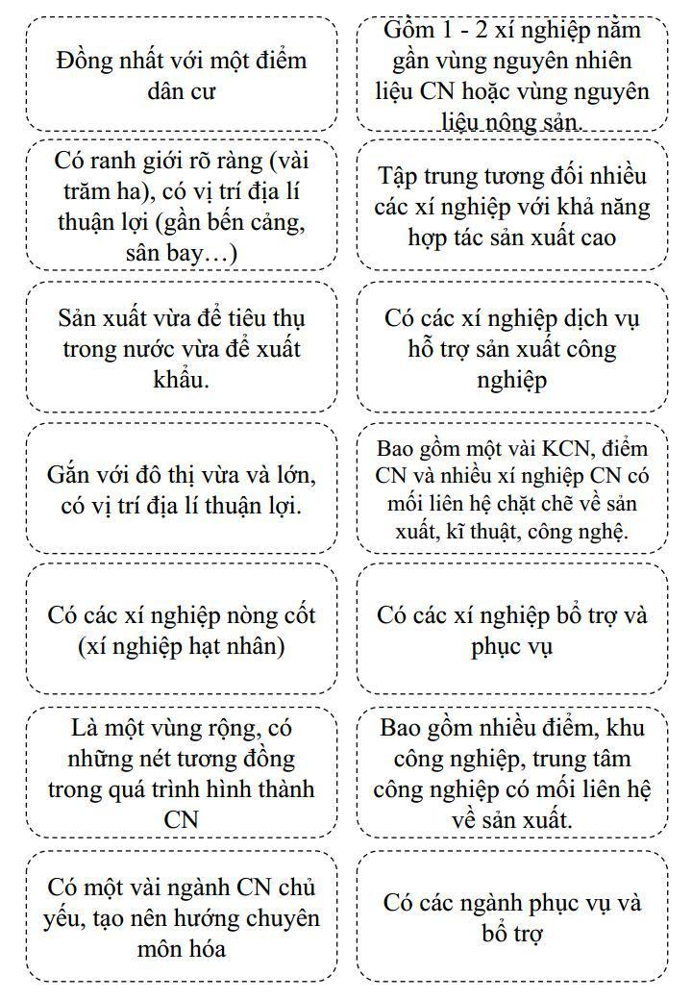 Đồng nhất với một điểm
dân cư
Gồm 1 - 2 xí nghiệp nằm
gần vùng nguyên nhiên
liệu CN hoặc vùng nguyên
liệu nông sản.
Có ranh giới rõ ràng (vài
trăm ha), có vị trí địa lí
thuận lợi (gần bến cảng,
sân bay…)
Tập trung tương đối nhiều
các xí nghiệp với khả năng
hợp tác sản xuất cao
Sản xuất vừa để tiêu thụ
trong nước vừa để xuất
khẩu.
Có các xí nghiệp dịch vụ
hỗ trợ sản xuất công
nghiệp
Gắn với đô thị vừa và lớn,
có vị trí địa lí thuận lợi.
Bao gồm một vài KCN, điểm
CN và nhiều xí nghiệp CN có
mối liên hệ chặt chẽ về sản
xuất, kĩ thuật, công nghệ.
Có các xí nghiệp nòng cốt
(xí nghiệp hạt nhân)
Có các xí nghiệp bổ trợ và
phục vụ
Là một vùng rộng, có
những nét tương đồng
trong quá trình hình thành
CN
Bao gồm nhiều điểm, khu
công nghiệp, trung tâm
công nghiệp có mối liên hệ
về sản xuất.
Có một vài ngành CN chủ
yếu, tạo nên hướng chuyên
môn hóa
Có các ngành phục vụ và
bổ trợ